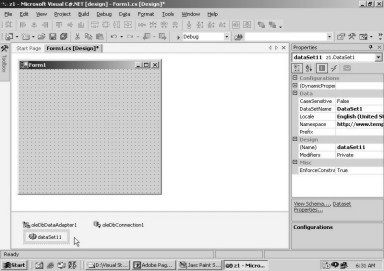 z1 - Microsoft Visual C#.NET [design] - Form1.cs [Design]*
File Edit View Project Build Debug Data Format Tools Window Help
Debug
Toolbox
Start Page Form1.cs [Design]*
Form1
oleDbDataAdapter1 oleDbConnection1
dataSet11
Properties
dataSet11 z1.DataSet1
Configurations
(DynamicProper
Data
CaseSensitive False
DataSetName DataSet1
Locale English (United St
Namespace http://www.temp
Prefix
Design
(Name) dataSet11
Modifiers Private
Misc
EnforceConstra True
View Schema..., Dataset
Properties...
Configurations
Ready
Start D:\Visual St... Adobe Pag... Jasc Paint S... z1 - Micro... 6:31 AM